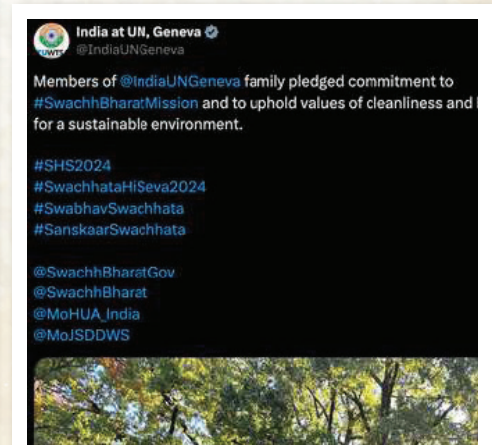 India at UN, Geneva
@IndiaUNGeneva
Members of @IndiaUNGeneva family pledged commitment to
#SwachhBharatMission and to uphold values of cleanliness and
for a sustainable environment.
#SHS2024
#SwachhataHiSeva2024
#SwabhavSwachhata
#SanskaarSwachhata
@SwachhBharatGov
@SwachhBharat
@MoHUA_India
@MoJSDDWS